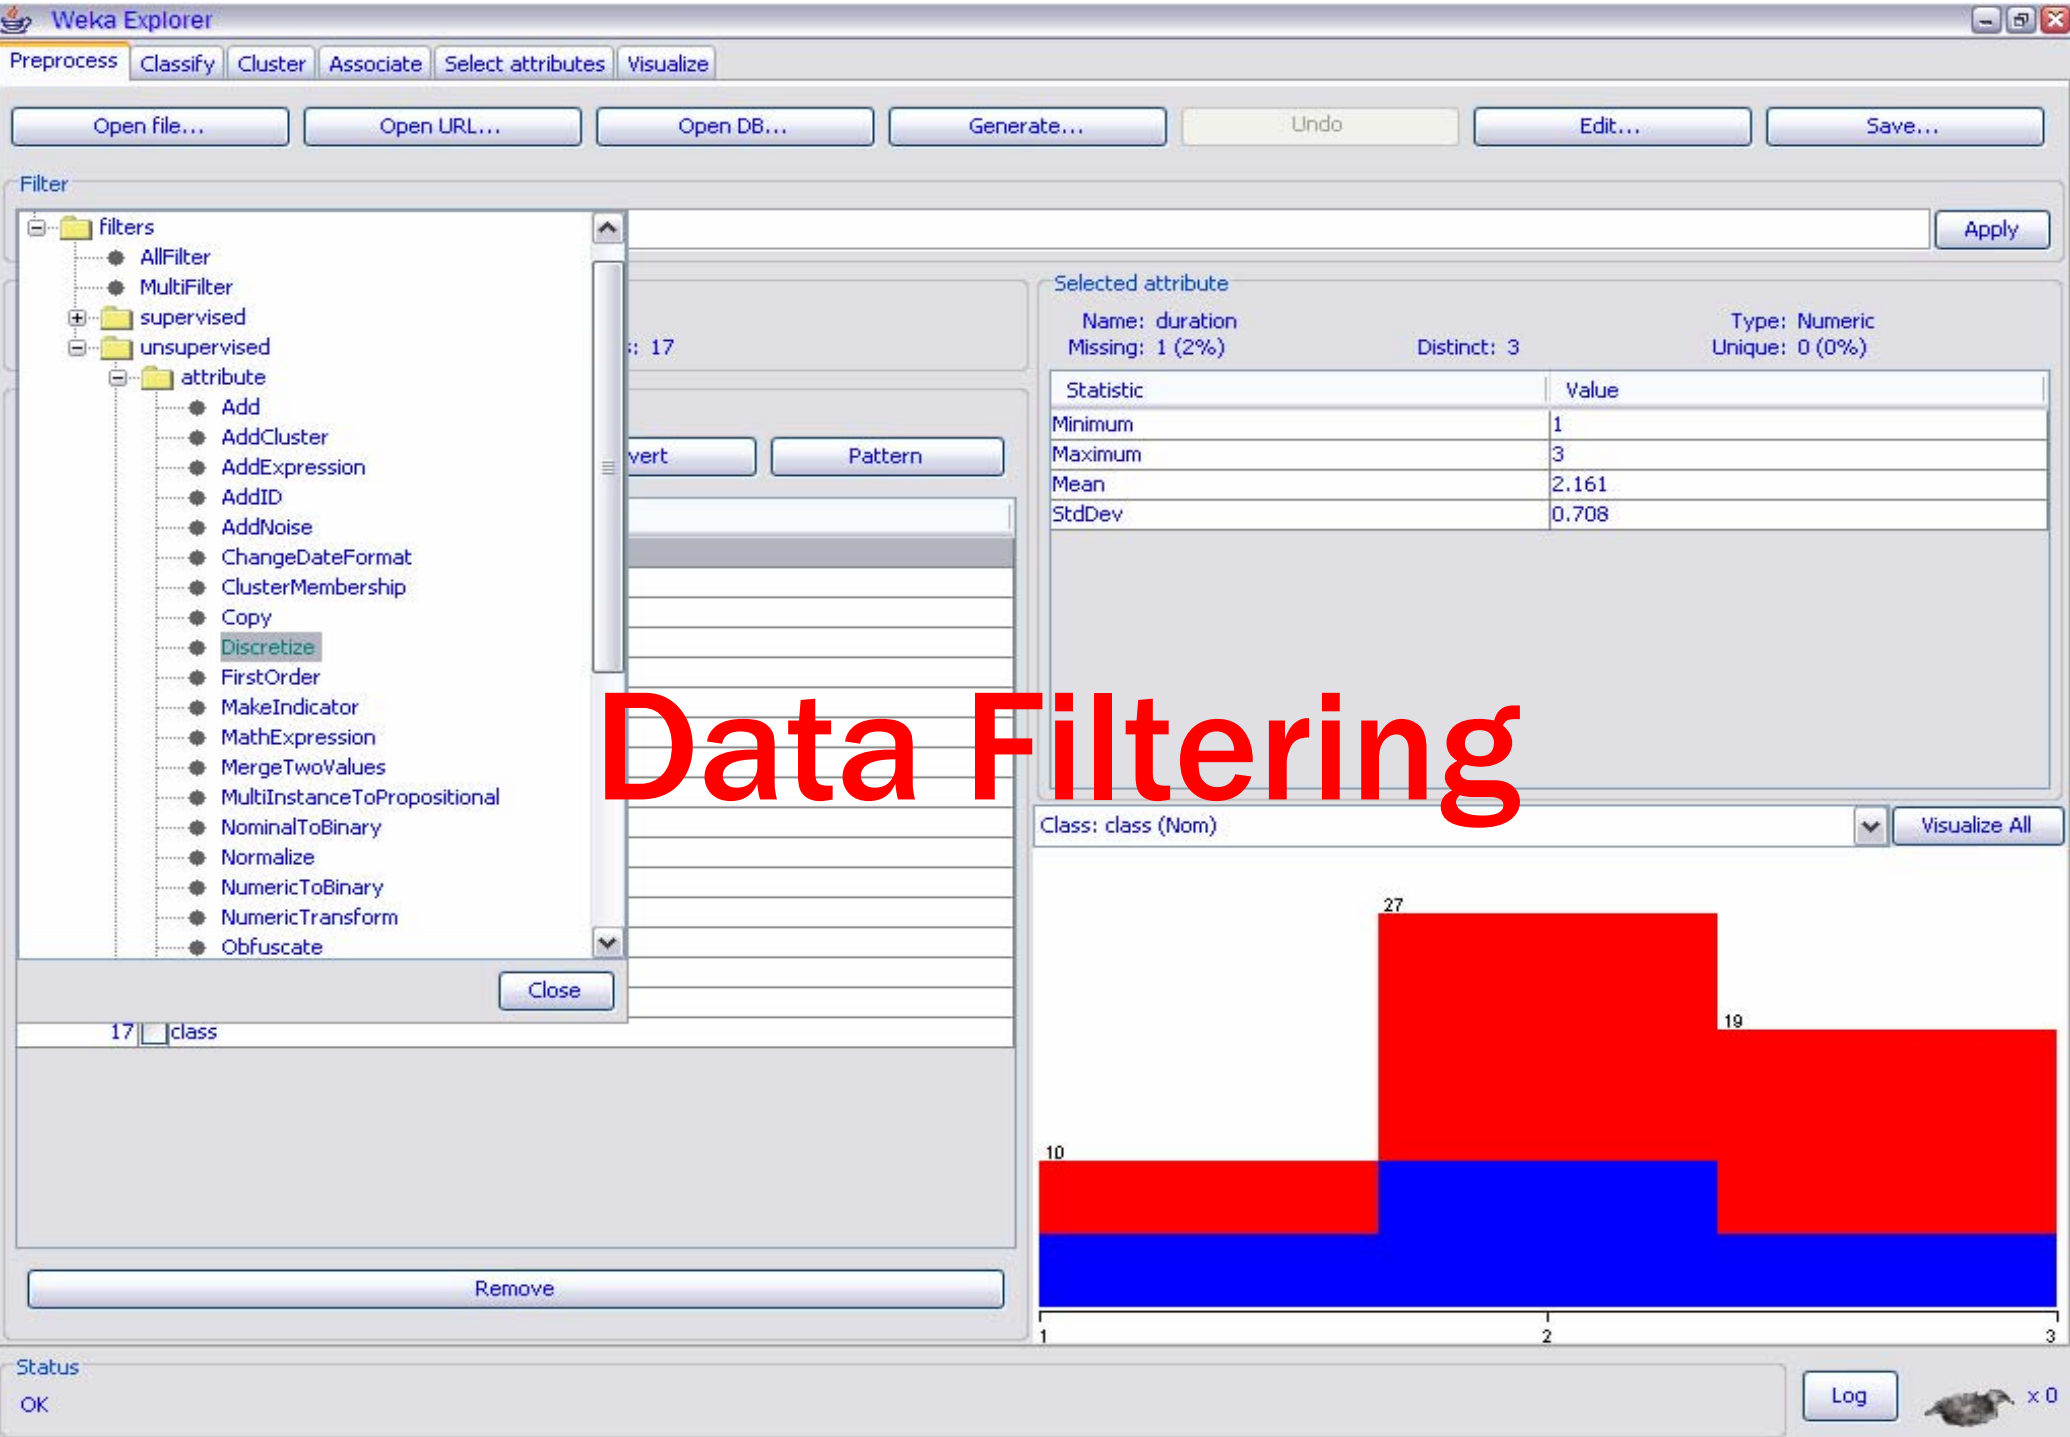 Weka Explorer
Preprocess Classify Cluster Associate Select attributes Visualize
Open file... Open URL... Open DB... Generate... Undo Edit... Save...
Filter
filters
Apply
AllFilter
MultiFilter
supervised
unsupervised
: 17
attribute
Add
AddCluster
AddExpression
AddID
AddNoise
ChangeDateFormat
ClusterMembership
Copy
Discretize
FirstOrder
MakeIndicator
MathExpression
MergeTwoValues
MultiInstanceToPropositional
NominalToBinary
Normalize
NumericToBinary
NumericTransform
Obfuscate
Close
vert Pattern
17 class
Remove
Selected attribute
Name: duration Type: Numeric
Missing: 1 (2%) Distinct: 3 Unique: 0 (0%)
Statistic Value
Minimum 1
Maximum 3
Mean 2.161
StdDev 0.708
Data Filtering
Class: class (Nom) Visualize All
27
19
10
1 2 3
Status
OK
Log x 0